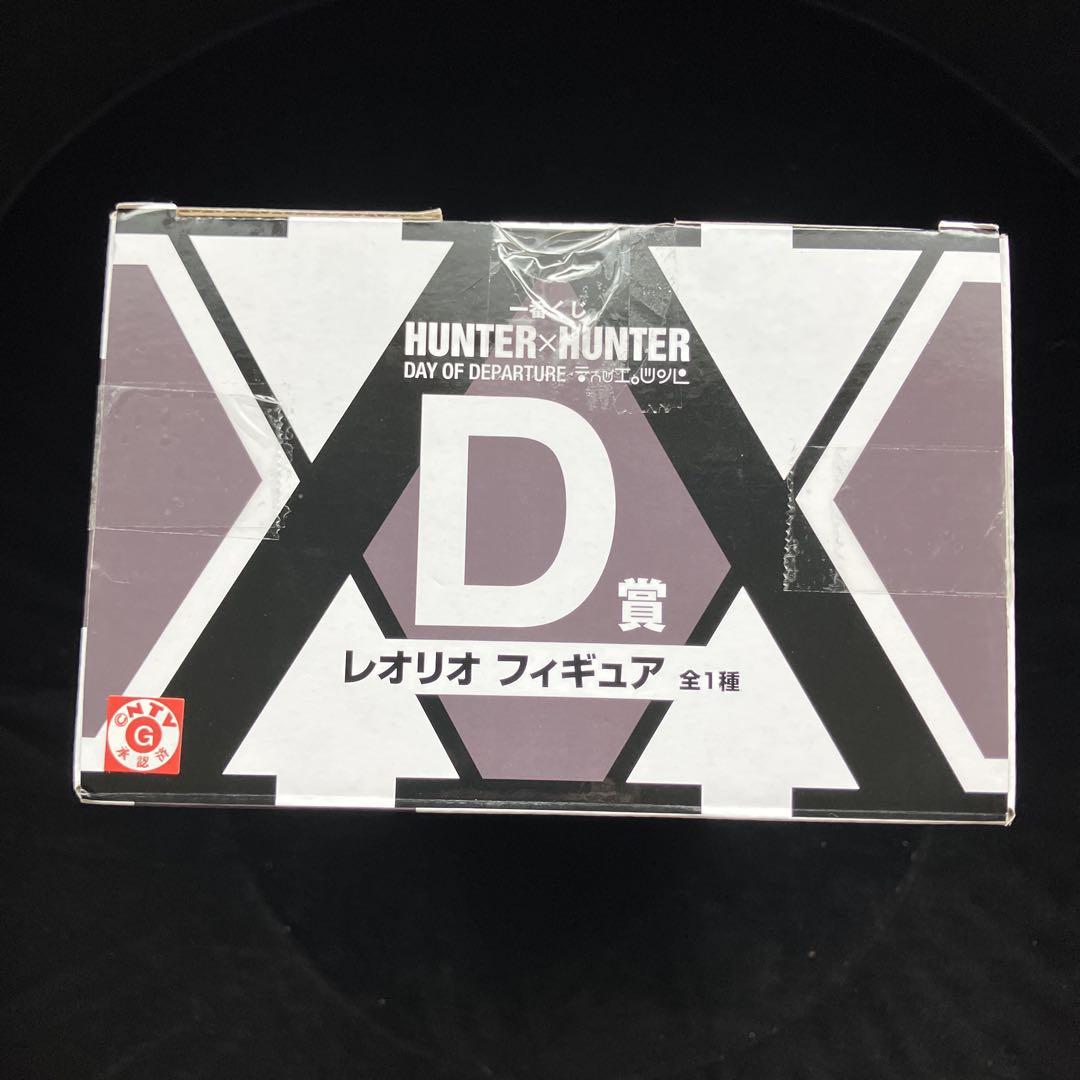 一番くじ
HUNTER×HUNTER
DAY OF DEPARTURE
D賞
レオリオ フィギュア 全1種
©NTV
G
承認済